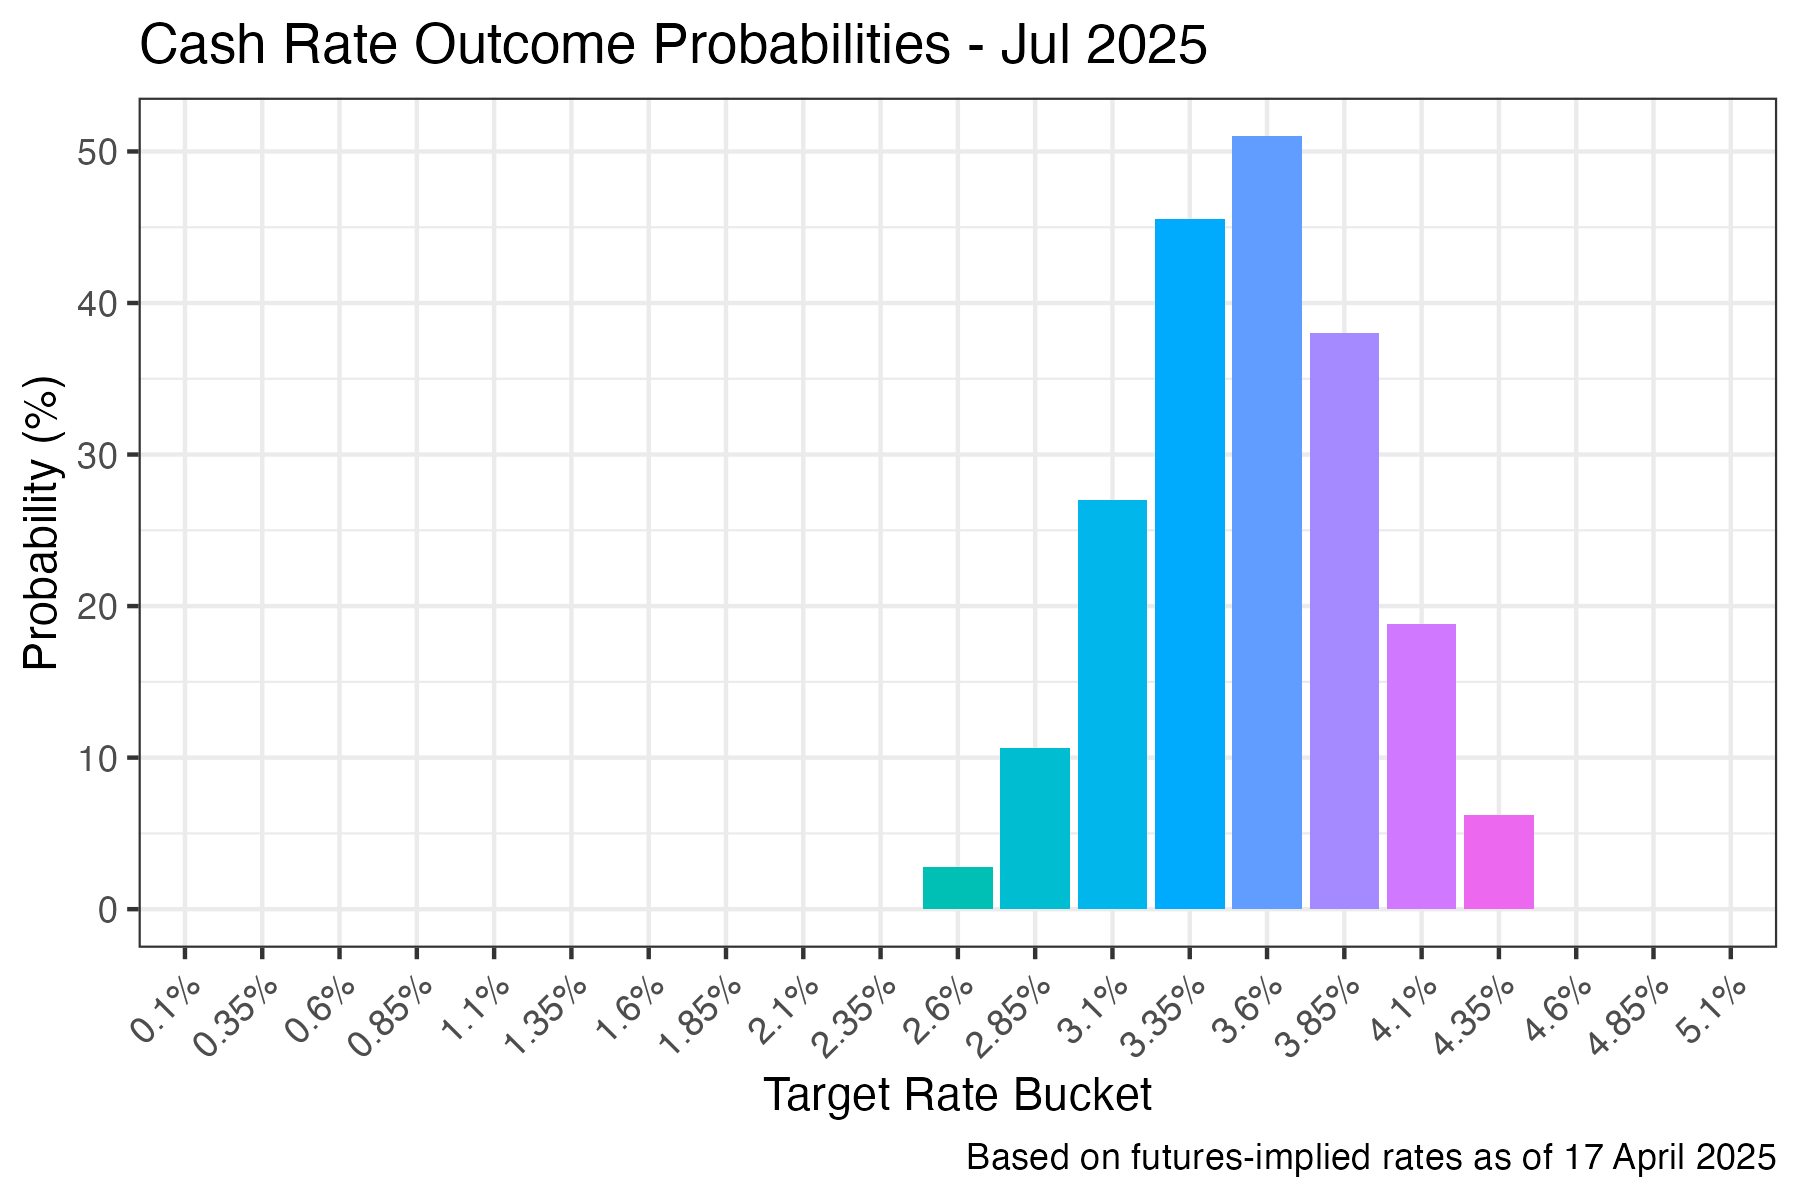 Cash Rate Outcome Probabilities - Jul 2025
Probability (%)
50
40
30
20
10
0
0.1% 0.35% 0.6% 0.85% 1.1% 1.35% 1.6% 1.85% 2.1% 2.35% 2.6% 2.85% 3.1% 3.35% 3.6% 3.85% 4.1% 4.35% 4.6% 4.85% 5.1%
Target Rate Bucket
Based on futures-implied rates as of 17 April 2025